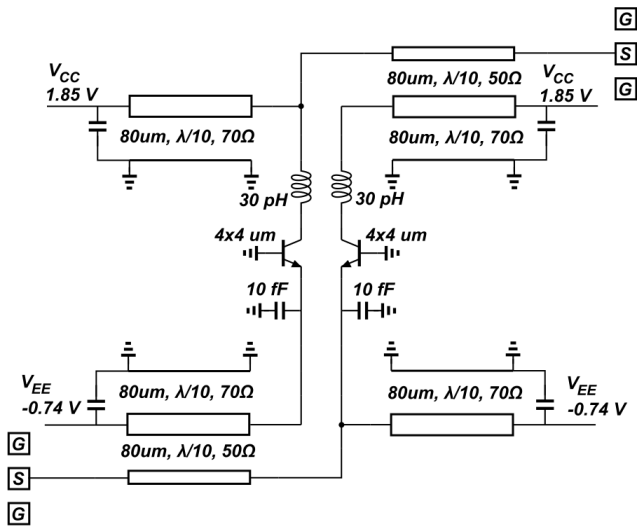 G
S
80um, λ/10, 50Ω
G
V_CC
1.85 V
80um, λ/10, 70Ω
V_CC
1.85 V
80um, λ/10, 70Ω
30 pH
30 pH
4x4 um
4x4 um
10 fF
10 fF
V_EE
-0.74 V
80um, λ/10, 70Ω
80um, λ/10, 70Ω
V_EE
-0.74 V
G
80um, λ/10, 50Ω
S
G